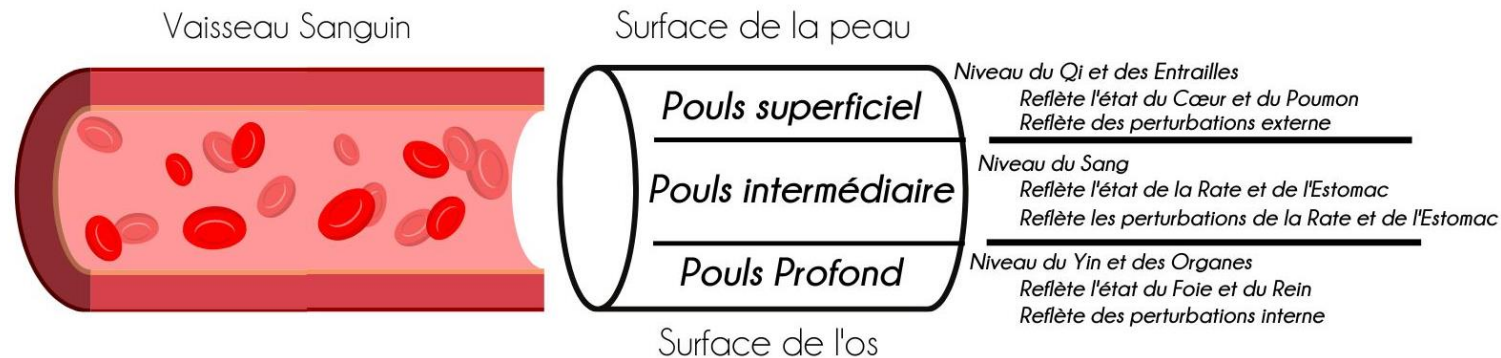 Vaisseau Sanguin
Surface de la peau
Pouls superficiel
Niveau du Qi et des Entrailles
Reflète l'état du Cœur et du Poumon
Reflète des perturbations externe
Pouls intermédiaire
Niveau du Sang
Reflète l'état de la Rate et de l'Estomac
Reflète les perturbations de la Rate et de l'Estomac
Pouls Profond
Niveau du Yin et des Organes
Reflète l'état du Foie et du Rein
Reflète des perturbations interne
Surface de l'os